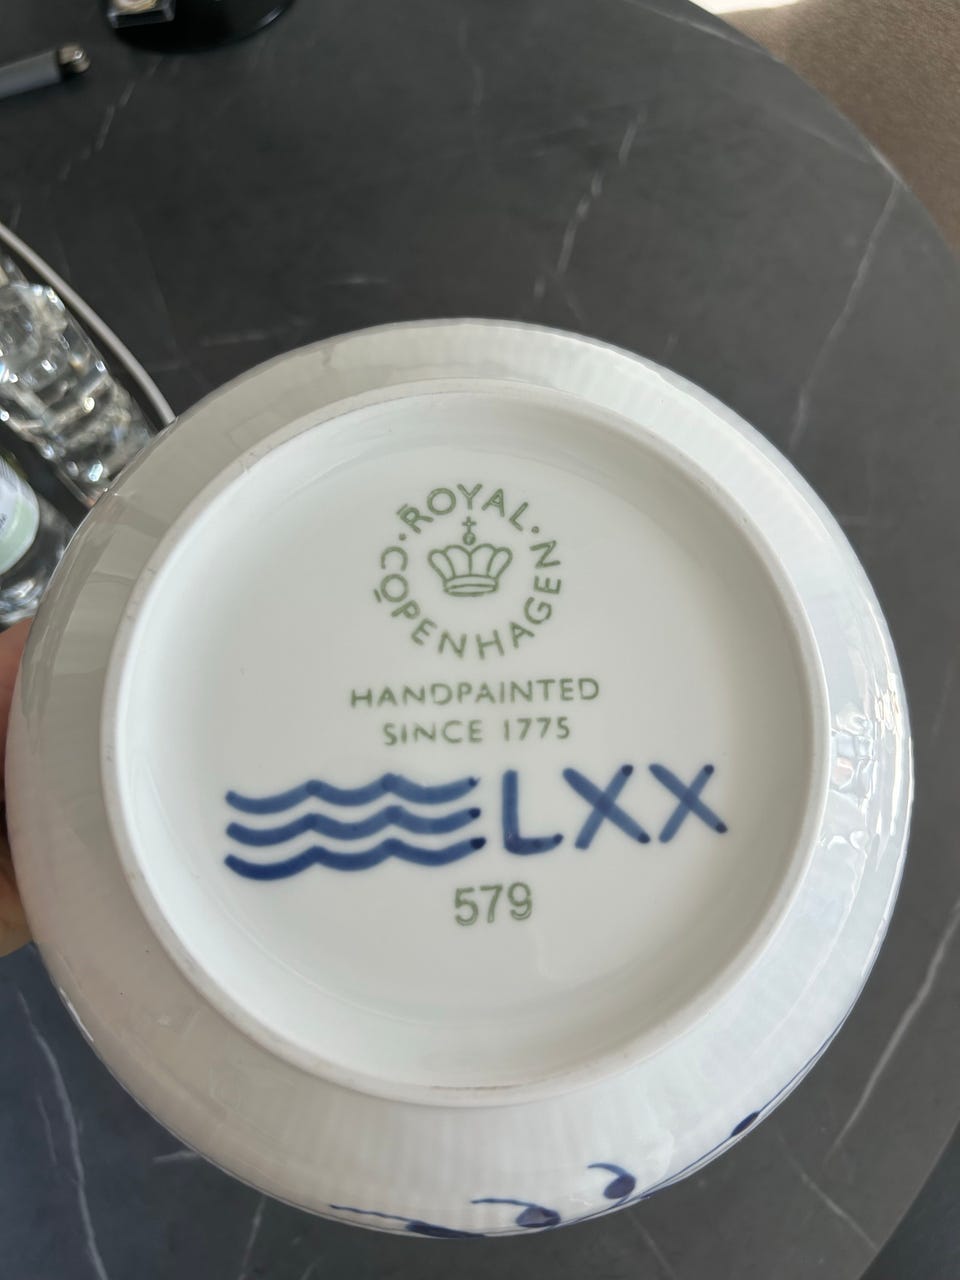 ·ROYAL·
COPENHAGEN
HANDPAINTED
SINCE 1775
LXX
579